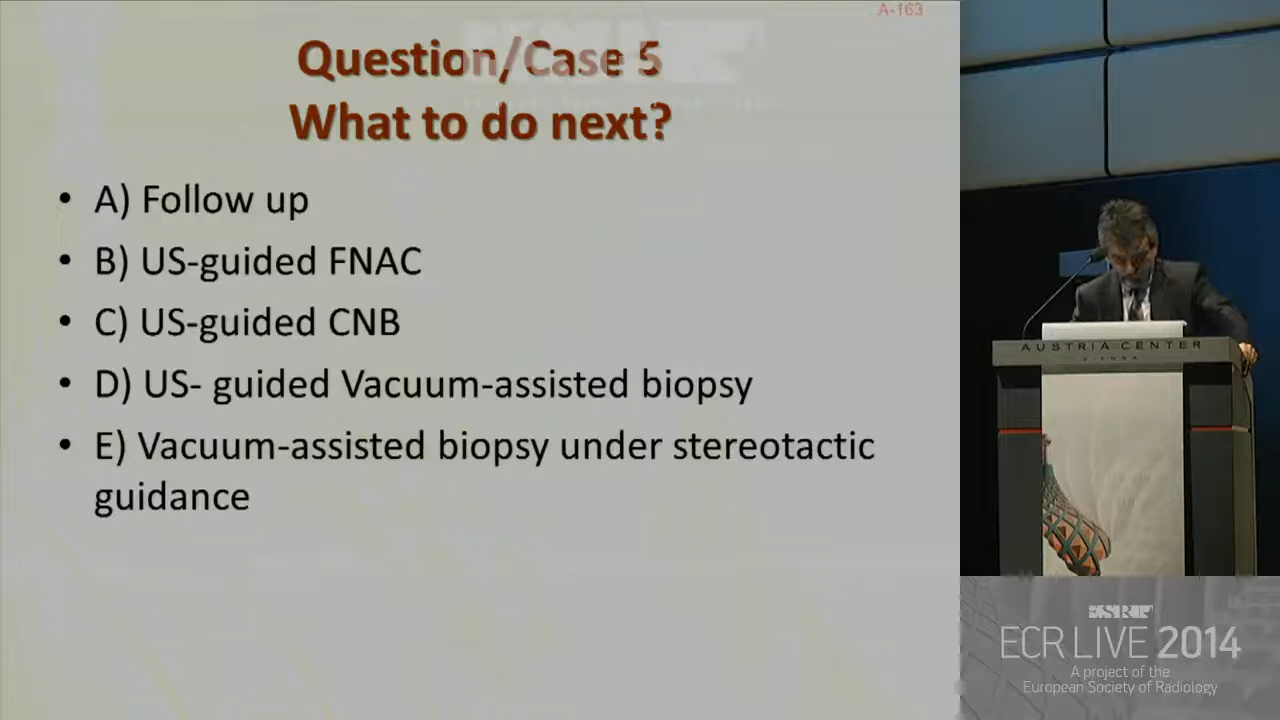 A-163
Question/Case 5
What to do next?
• A) Follow up
• B) US-guided FNAC
• C) US-guided CNB
• D) US- guided Vacuum-assisted biopsy
• E) Vacuum-assisted biopsy under stereotactic
guidance
AUSTRIA CENTER
VIENNA
ECR LIVE 2014
A project of the
European Society of Radiology